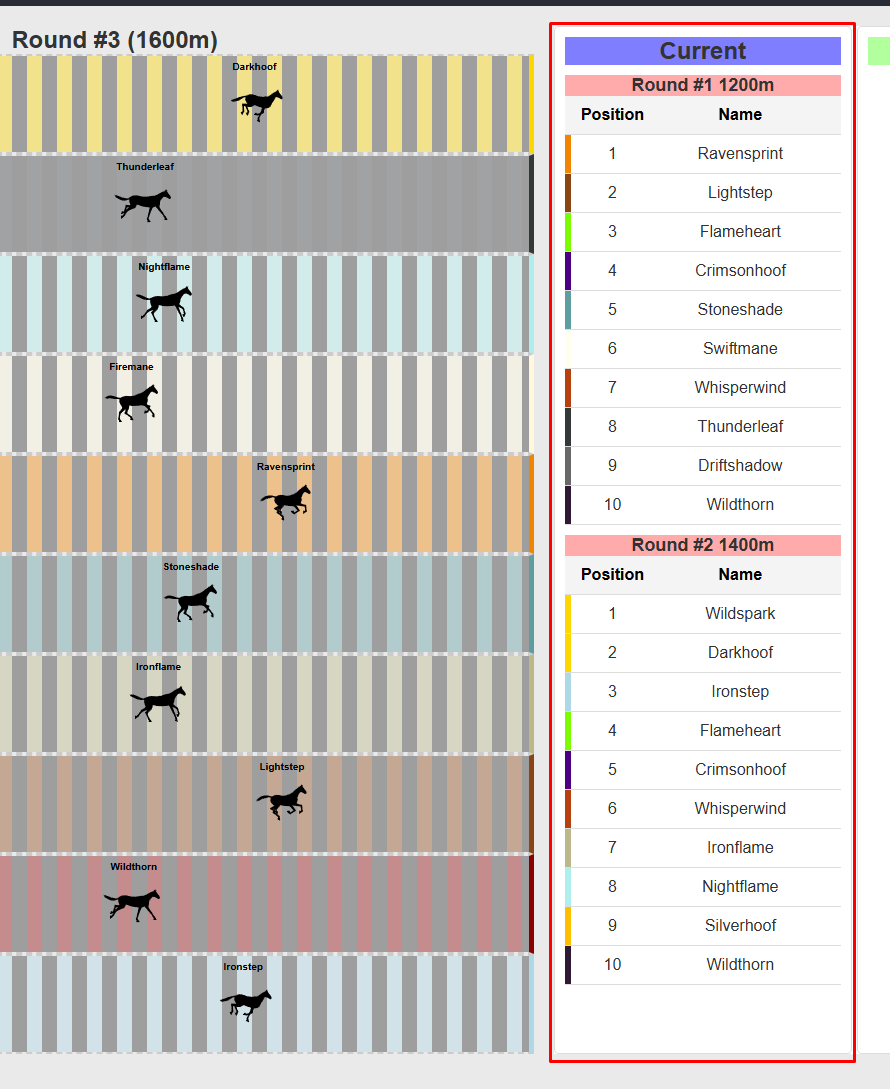 Round #3 (1600m)
Darkhoof
Thunderleaf
Nightflame
Firemane
Ravensprint
Stoneshade
Ironflame
Lightstep
Wildthorn
Ironstep
Current
Round #1 1200m
Position Name
1 Ravensprint
2 Lightstep
3 Flameheart
4 Crimsonhoof
5 Stoneshade
6 Swiftmane
7 Whisperwind
8 Thunderleaf
9 Driftshadow
10 Wildthorn
Round #2 1400m
Position Name
1 Wildspark
2 Darkhoof
3 Ironstep
4 Flameheart
5 Crimsonhoof
6 Whisperwind
7 Ironflame
8 Nightflame
9 Silverhoof
10 Wildthorn